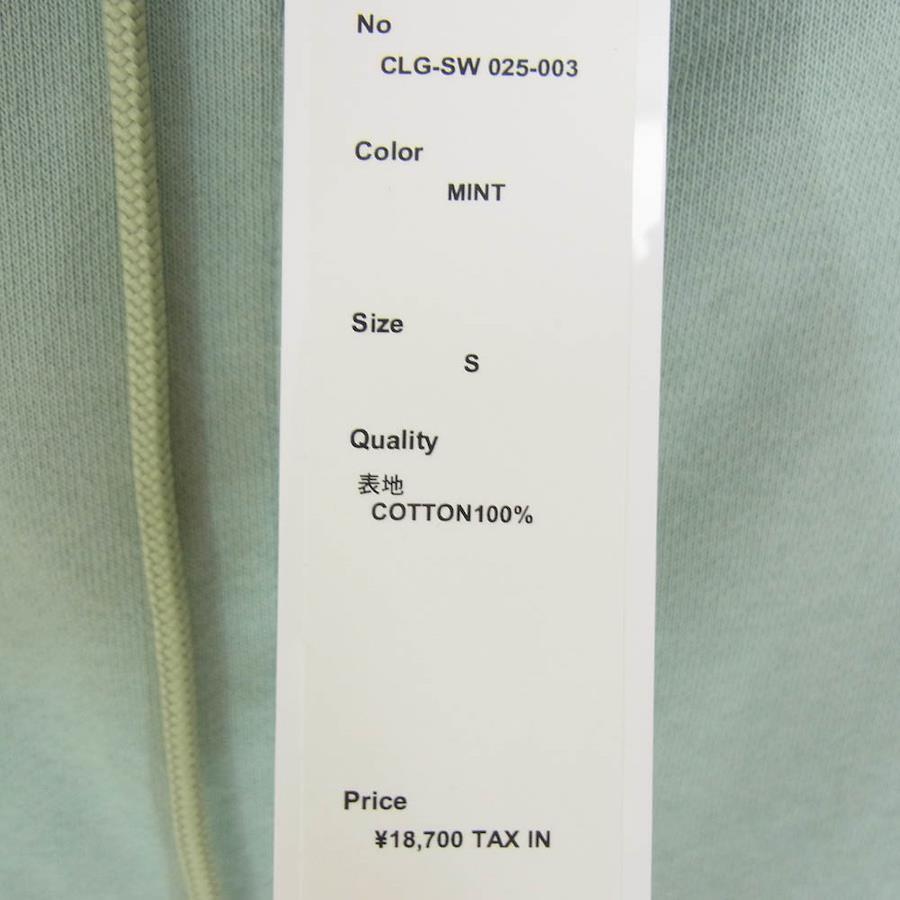 No
CLG-SW 025-003
Color
MINT
Size
S
Quality
表地
COTTON100%
Price
¥18,700 TAX IN